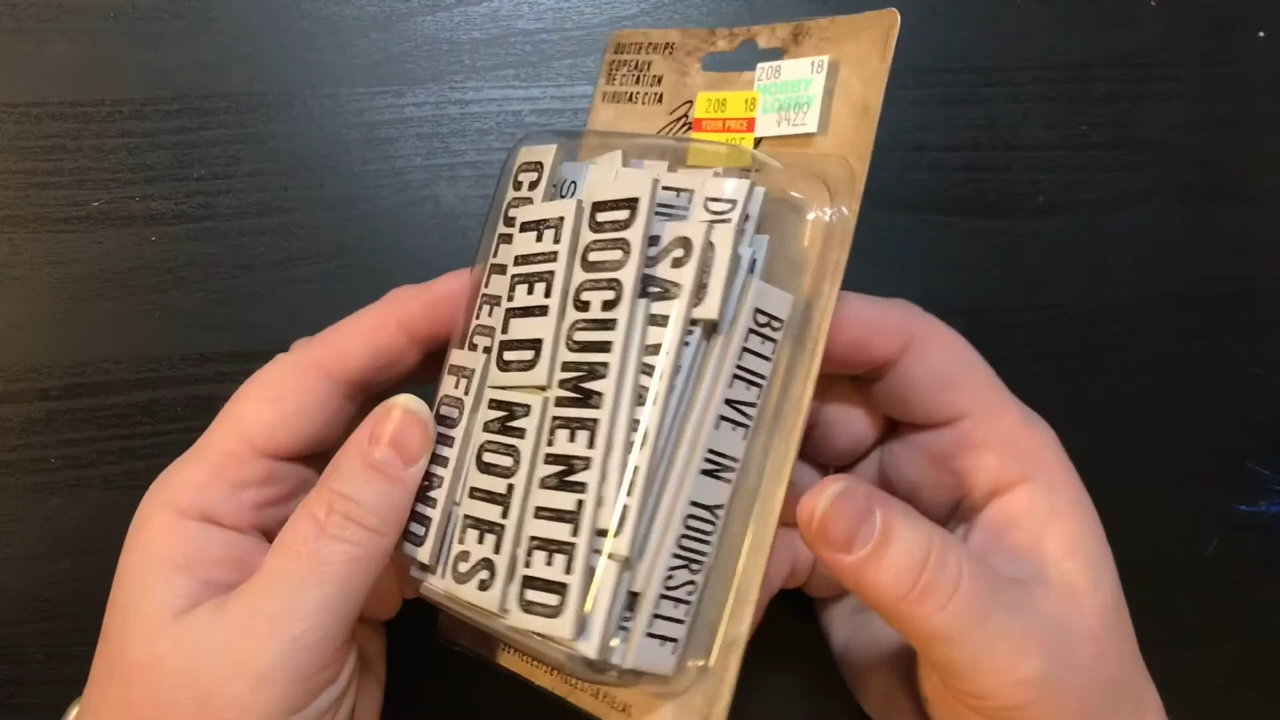 QUOTE CHIPS
COPEAUX
DE CITATION
VIRUTAS CITA
208 18
HOBBY
LOBBY
$4.99
208 18
YOUR PRICE
COLLEC
FIELD NOTES
DOCUMENTED
FOUND
BELIEVE IN YOURSELF